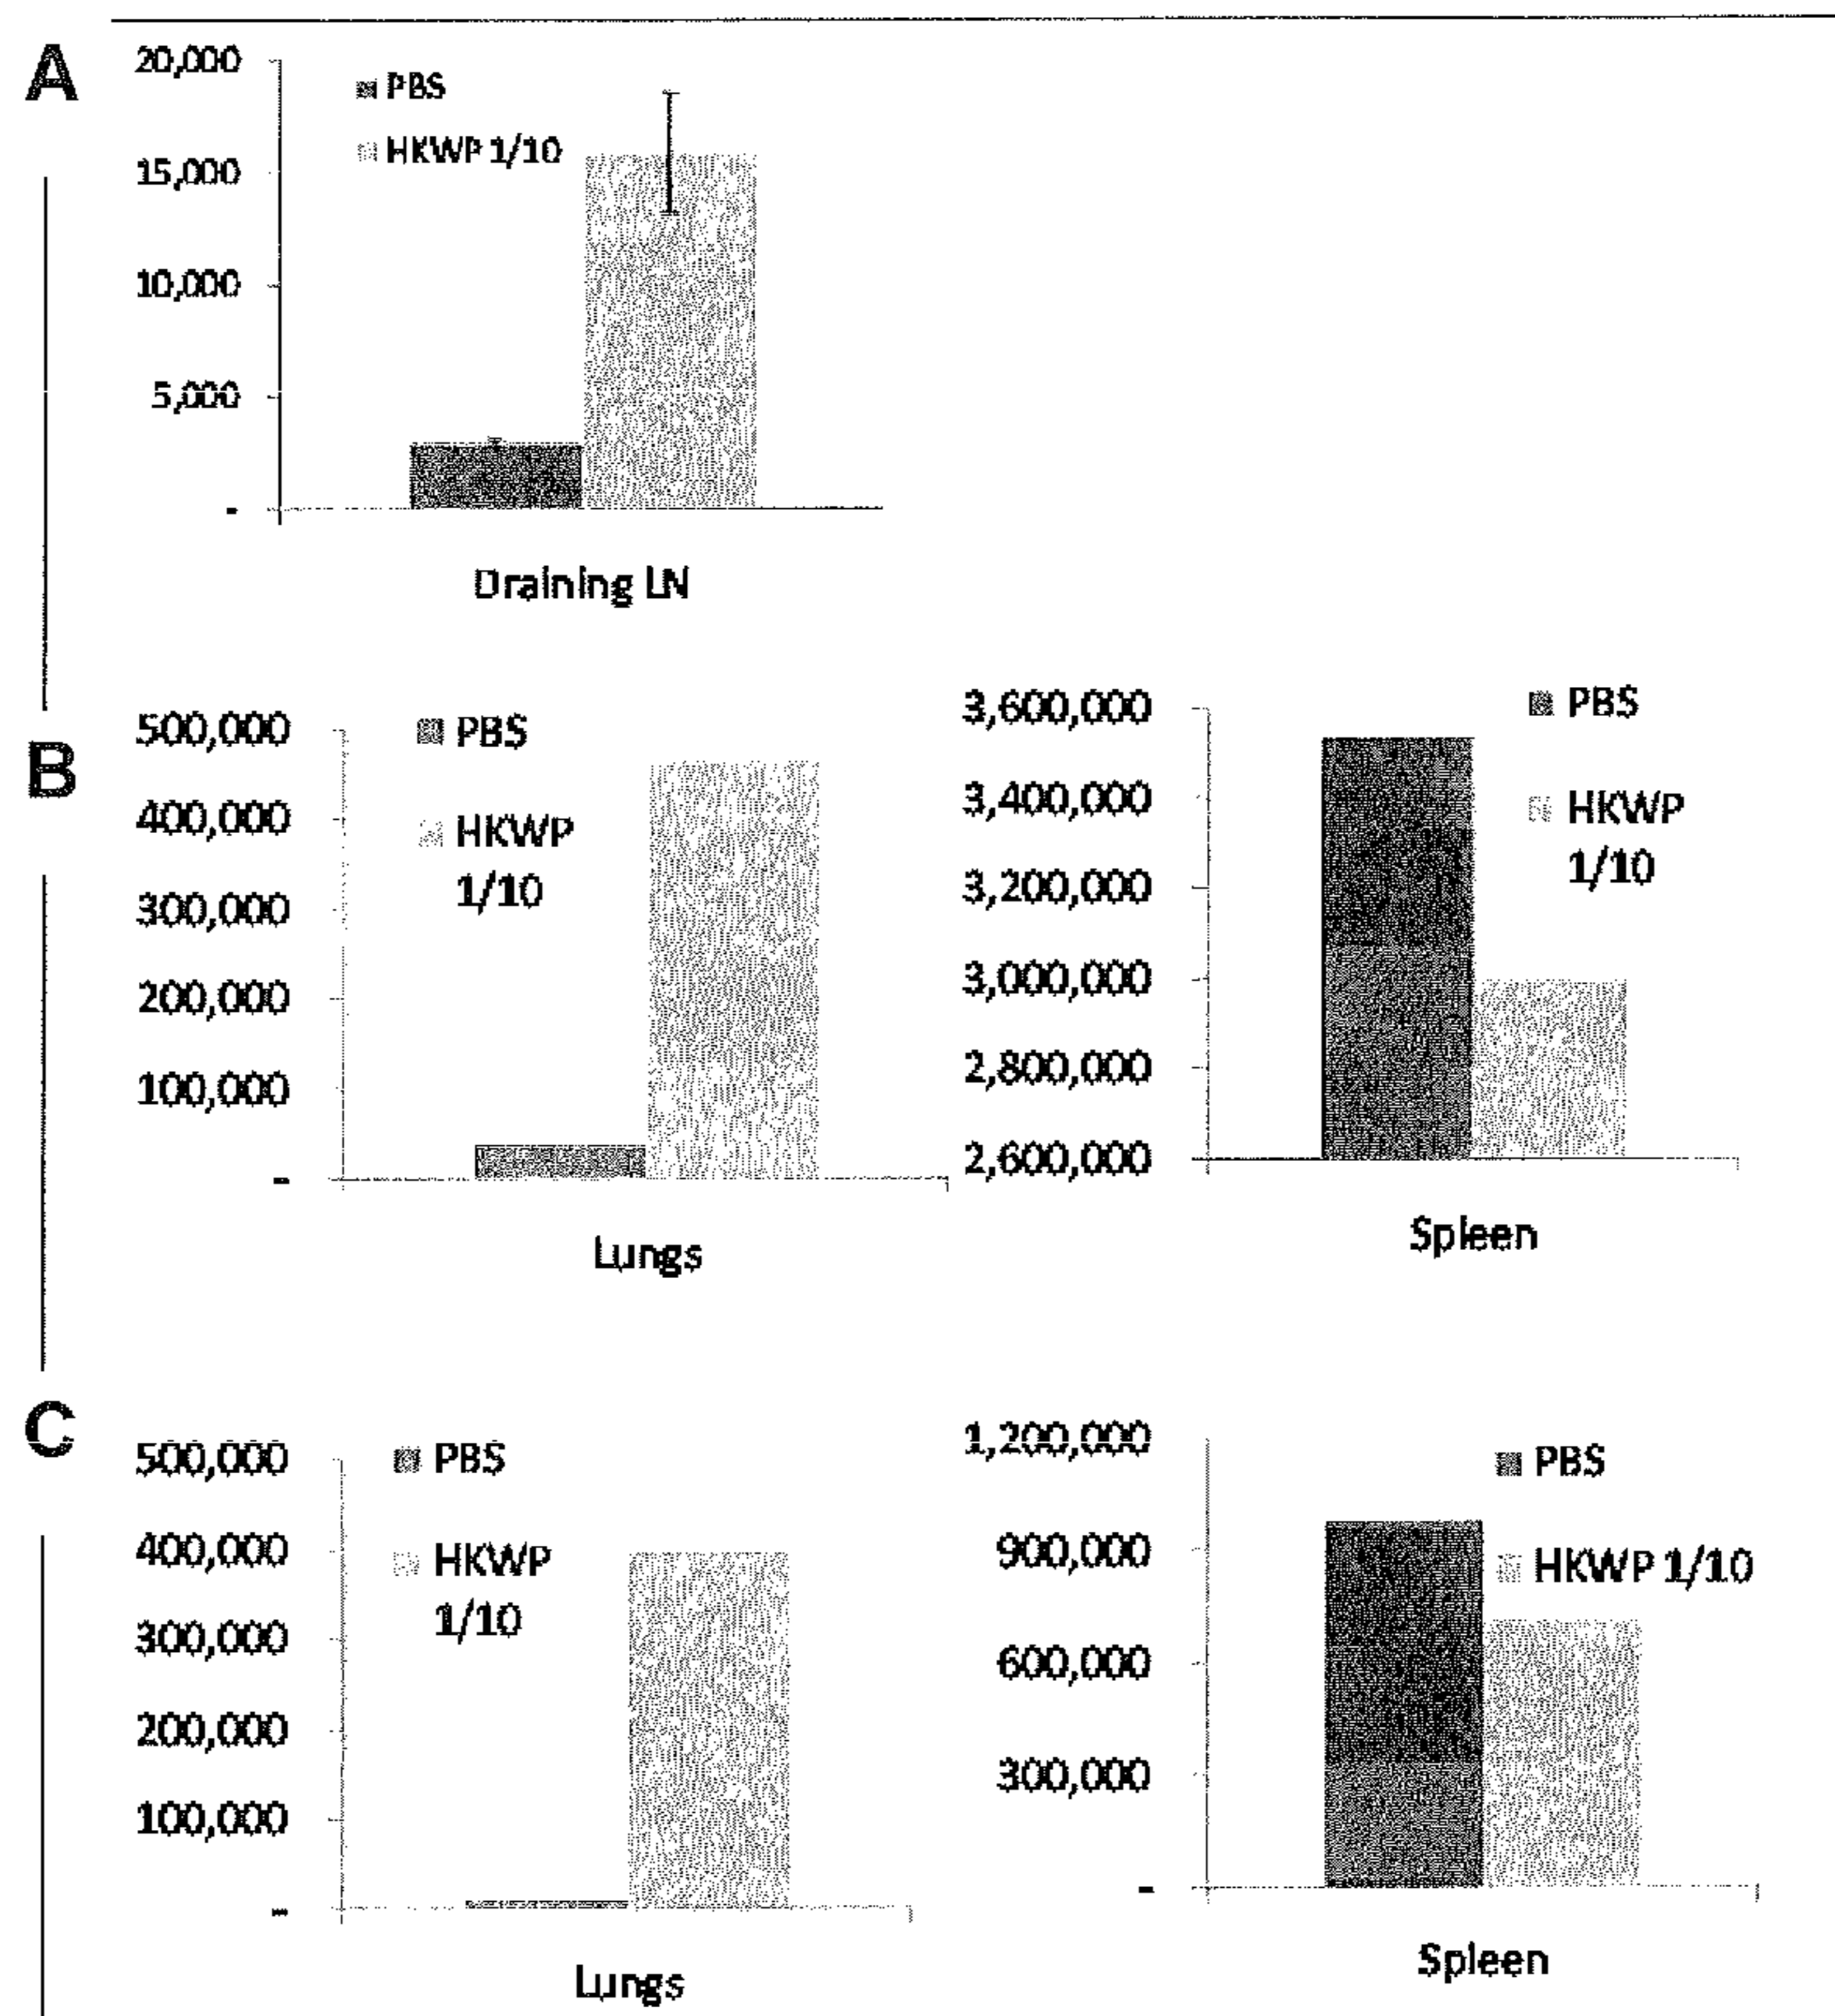 A
20,000
15,000
10,000
5,000
-
PBS
HKWP 1/10
Draining LN
B
500,000
400,000
300,000
200,000
100,000
-
PBS
HKWP
1/10
Lungs
3,600,000
3,400,000
3,200,000
3,000,000
2,800,000
2,600,000
PBS
HKWP
1/10
Spleen
C
500,000
400,000
300,000
200,000
100,000
-
PBS
HKWP
1/10
Lungs
1,200,000
900,000
600,000
300,000
-
PBS
HKWP 1/10
Spleen